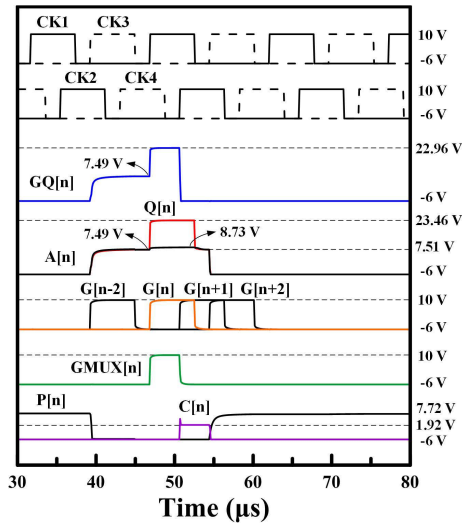 CK1 CK3
10 V
-6 V
CK2 CK4
10 V
-6 V
22.96 V
7.49 V
GQ[n]
-6 V
Q[n]
23.46 V
7.49 V
8.73 V
7.51 V
A[n]
-6 V
G[n-2] G[n] G[n+1] G[n+2]
10 V
-6 V
10 V
GMUX[n]
-6 V
P[n]
C[n]
7.72 V
1.92 V
-6 V
30 40 50 60 70 80
Time (μs)